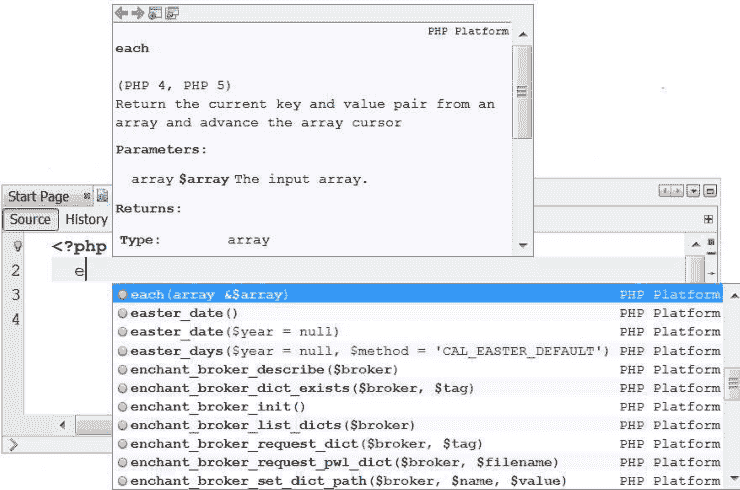 PHP Platform
each
(PHP 4, PHP 5)
Return the current key and value pair from an
array and advance the array cursor
Parameters:
array $array The input array.
Returns:
Type: array
Start Page
Source History
<?php
2 e
3
4
each(array &$array) PHP Platform
easter_date() PHP Platform
easter_date($year = null) PHP Platform
easter_days($year = null, $method = 'CAL_EASTER_DEFAULT') PHP Platform
enchant_broker_describe($broker) PHP Platform
enchant_broker_dict_exists($broker, $tag) PHP Platform
enchant_broker_init() PHP Platform
enchant_broker_list_dicts($broker) PHP Platform
enchant_broker_request_dict($broker, $tag) PHP Platform
enchant_broker_request_pwl_dict($broker, $filename) PHP Platform
enchant_broker_set_dict_path($broker, $name, $value) PHP Platform